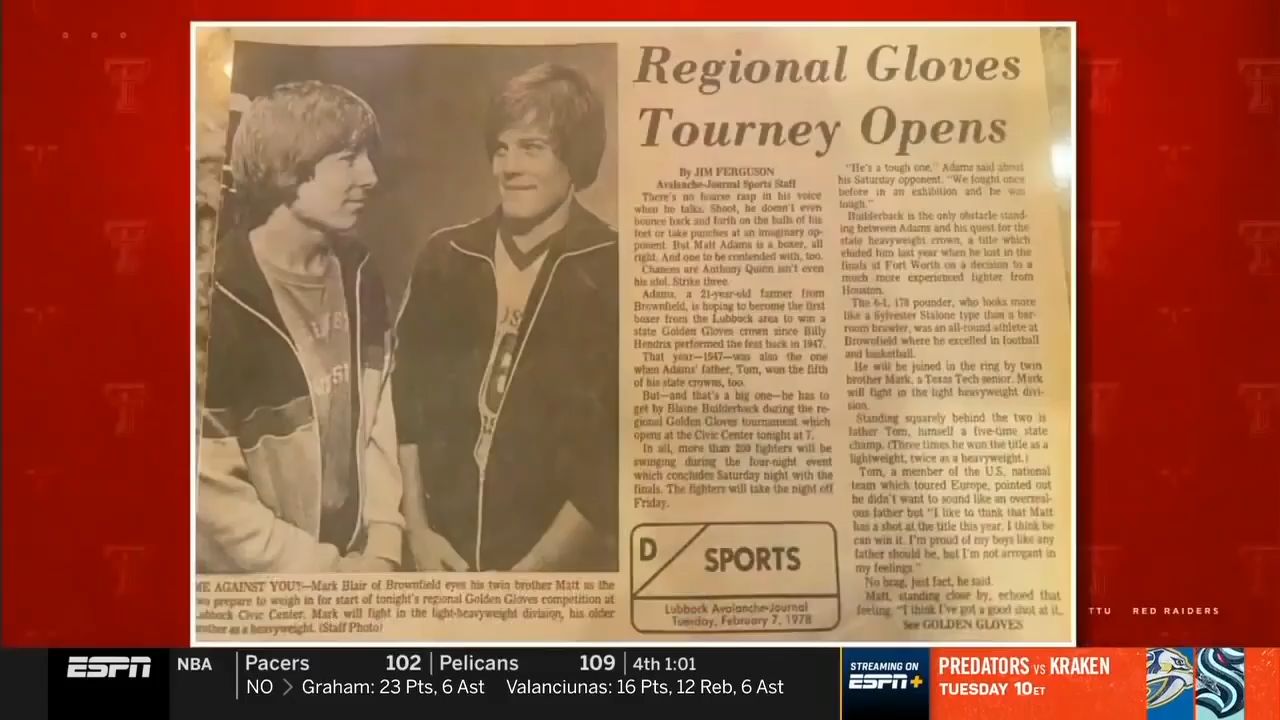 Regional Gloves
Tourney Opens
By JIM FERGUSON
Avalanche-Journal Sports Staff
There's no hoarse rasp in his voice
when he talks. Shoot, he doesn't even
bounce back and forth on the balls of his
feet or take punches at an imaginary op-
ponent. But Matt Adams is a boxer, all
right. And one to be contended with, too.
Chances are Anthony Quinn isn't even
his idol. Strike three.
Adams, a 21-year-old farmer from
Brownfield, is hoping to become the first
boxer from the Lubbock area to win a
state Golden Gloves crown since Billy
Hendrix performed the feat back in 1947.
That year—1947—was also the one
when Adams' father, Tom, won the fifth
of his state crowns, too.
But—and that's a big one—he has to
get by Blaine Builderback during the re-
gional Golden Gloves tournament which
opens at the Civic Center tonight at 7.
In all, more than 200 fighters will be
swinging during the four-night event
which concludes Saturday night with the
finals. The fighters will take the night off
Friday.
"He's a tough one," Adams said about
his Saturday opponent. "We fought once
before in an exhibition and he was
tough."
Builderback is the only obstacle stand-
ing between Adams and his quest for the
state heavyweight crown, a title which
eluded him last year when he lost in the
finals at Fort Worth on a decision to a
much more experienced fighter from
Houston.
The 6-1, 178 pounder, who looks more
like a Sylvester Stalone type than a bar-
room brawler, was an all-round athlete at
Brownfield where he excelled in football
and basketball.
He will be joined in the ring by twin
brother Mark, a Texas Tech senior. Mark
will fight in the light heavyweight divi-
sion.
Standing squarely behind the two is
father Tom, himself a five-time state
champ. (Three times he won the title as a
lightweight, twice as a heavyweight.)
Tom, a member of the U.S. national
team which toured Europe, pointed out
he didn't want to sound like an overzeal-
ous father but "I like to think that Matt
has a shot at the title this year. I think he
can win it. I'm proud of my boys like any
father should be, but I'm not arrogant in
my feelings."
No brag, just fact, he said.
Matt, standing close by, echoed that
feeling. "I think I've got a good shot at it.
See GOLDEN GLOVES
D SPORTS
Lubbock Avalanche-Journal
Tuesday, February 7, 1978
ME AGAINST YOU?—Mark Blair of Brownfield eyes his twin brother Matt as the
two prepare to weigh in for start of tonight's regional Golden Gloves competition at
Lubbock Civic Center. Mark will fight in the light-heavyweight division, his older
brother as a heavyweight. (Staff Photo)
TTU RED RAIDERS
ESPN NBA Pacers 102 Pelicans 109 4th 1:01
NO > Graham: 23 Pts, 6 Ast Valanciunas: 16 Pts, 12 Reb, 6 Ast
STREAMING ON
ESPN+
PREDATORS VS KRAKEN
TUESDAY 10ET